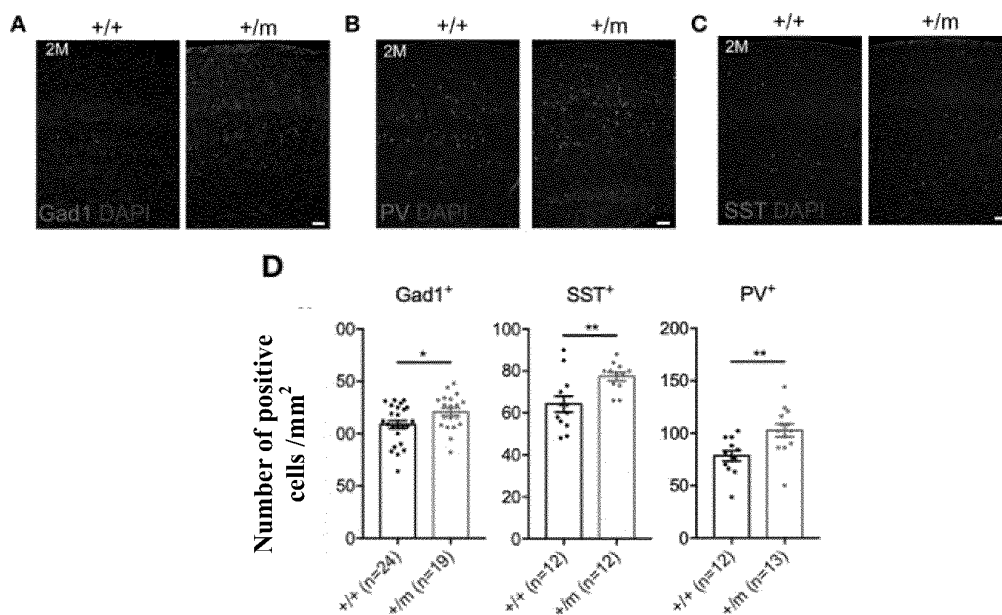 A +/+ +/m B +/+ +/m C +/+ +/m
2M 2M 2M
Gad1 DAPI PV DAPI SST DAPI
D
Gad1+ SST+ PV+
Number of positive
cells /mm²
00 50 00 50 00
100 80 60 40 20 0
200 150 100 50 0
* ** **
+/+ (n=24) +/m (n=19) +/+ (n=12) +/m (n=12) +/+ (n=12) +/m (n=13)